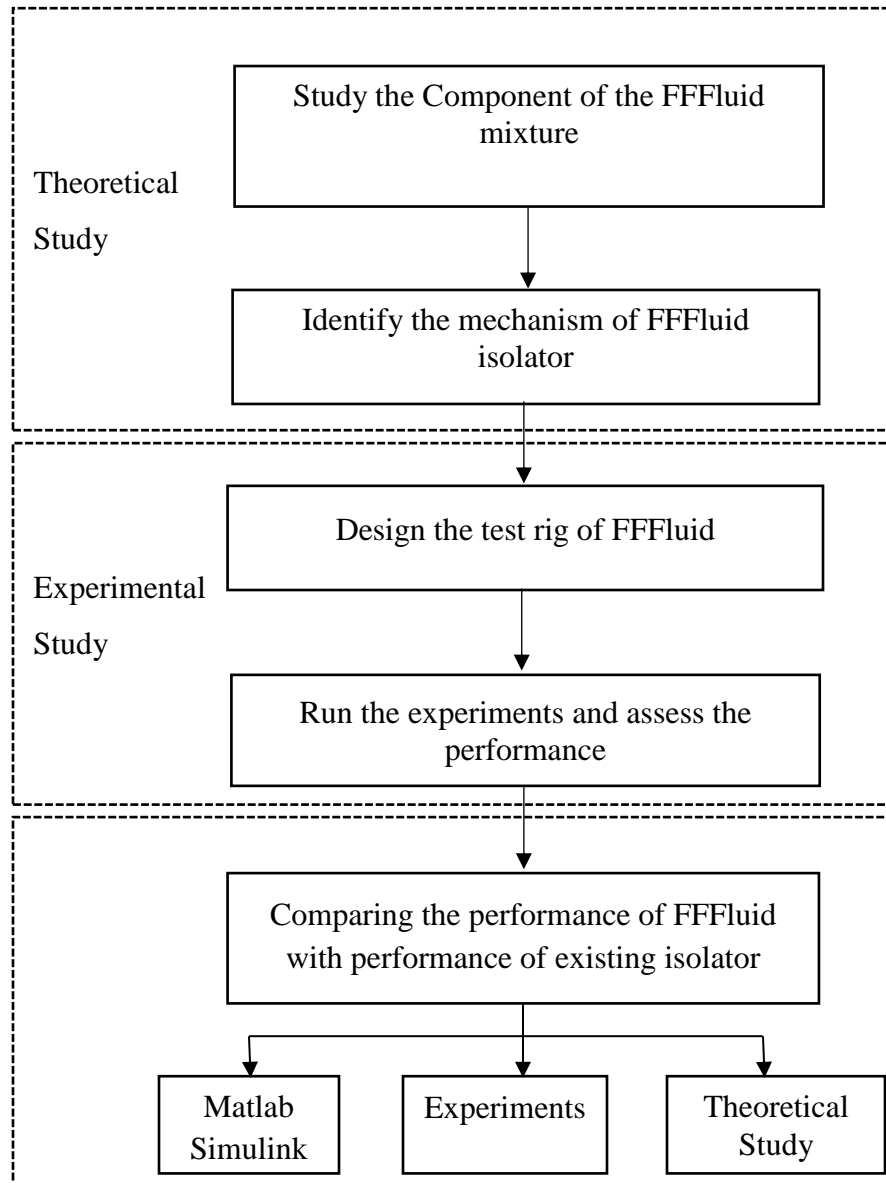 Study the Component of the FFFluid
mixture
Theoretical
Study
Identify the mechanism of FFFluid
isolator
Design the test rig of FFFluid
Experimental
Study
Run the experiments and assess the
performance
Comparing the performance of FFFluid
with performance of existing isolator
Matlab
Simulink
Experiments
Theoretical
Study